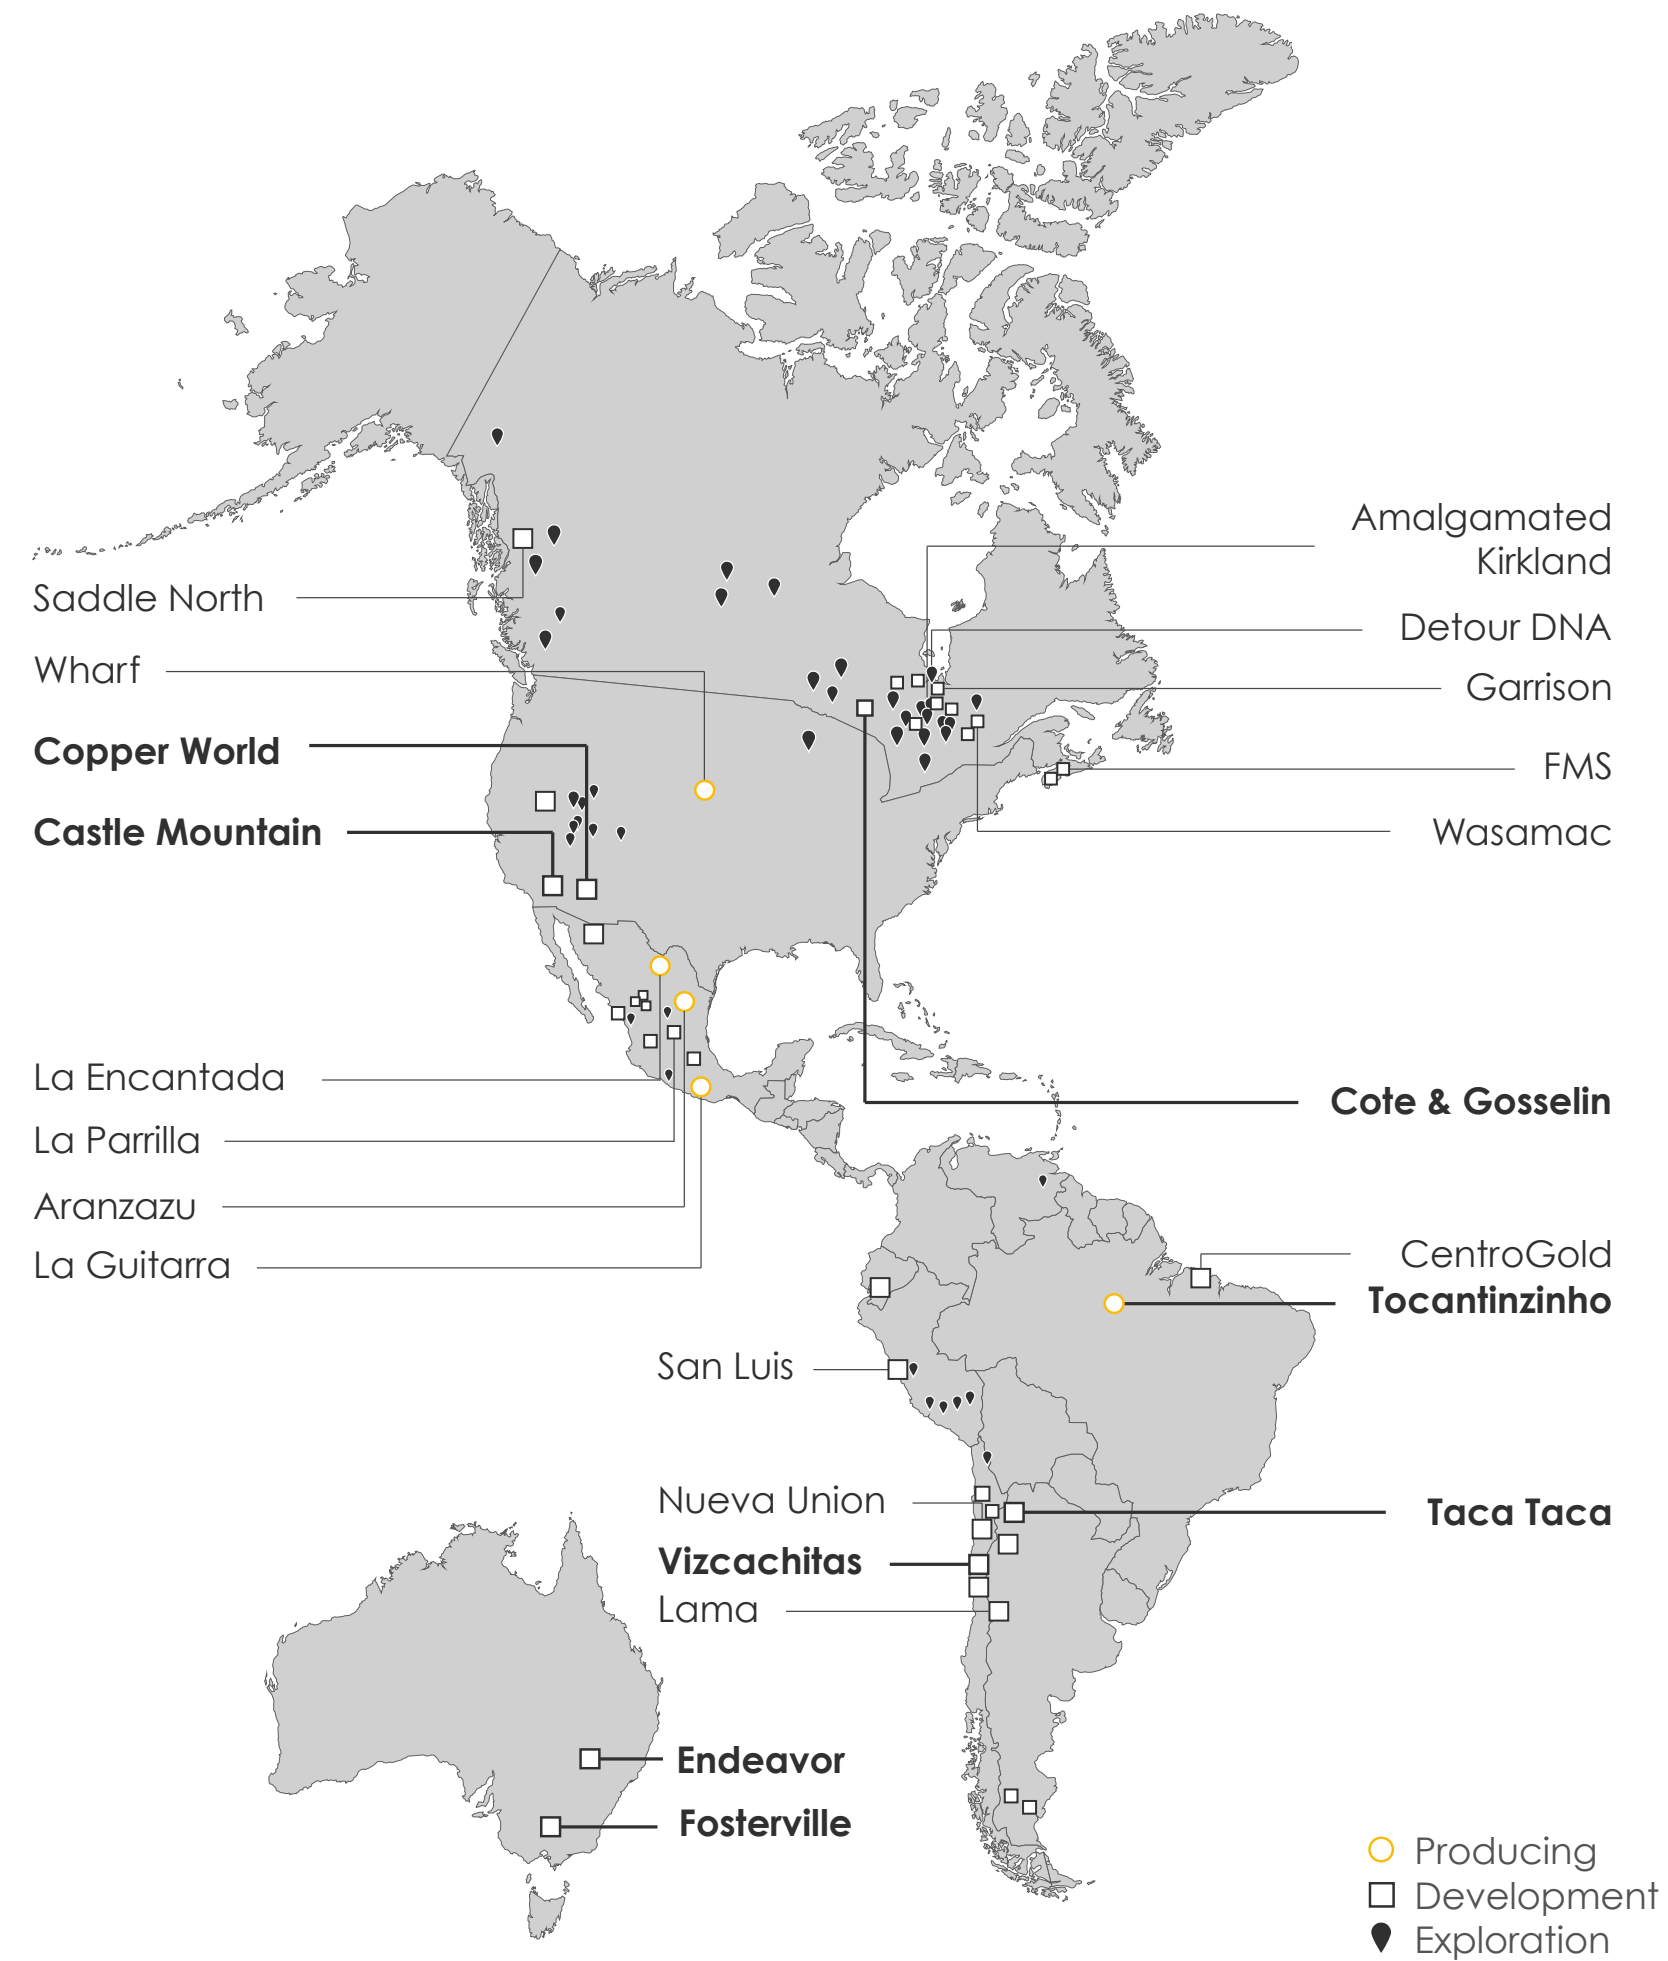 Amalgamated
Kirkland
Saddle North
Detour DNA
Wharf
Garrison
Copper World
FMS
Castle Mountain
Wasamac
La Encantada
Cote & Gosselin
La Parrilla
Aranzazu
La Guitarra
CentroGold
Tocantinzinho
San Luis
Nueva Union
Taca Taca
Vizcachitas
Lama
Endeavor
Fosterville
Producing
Development
Exploration